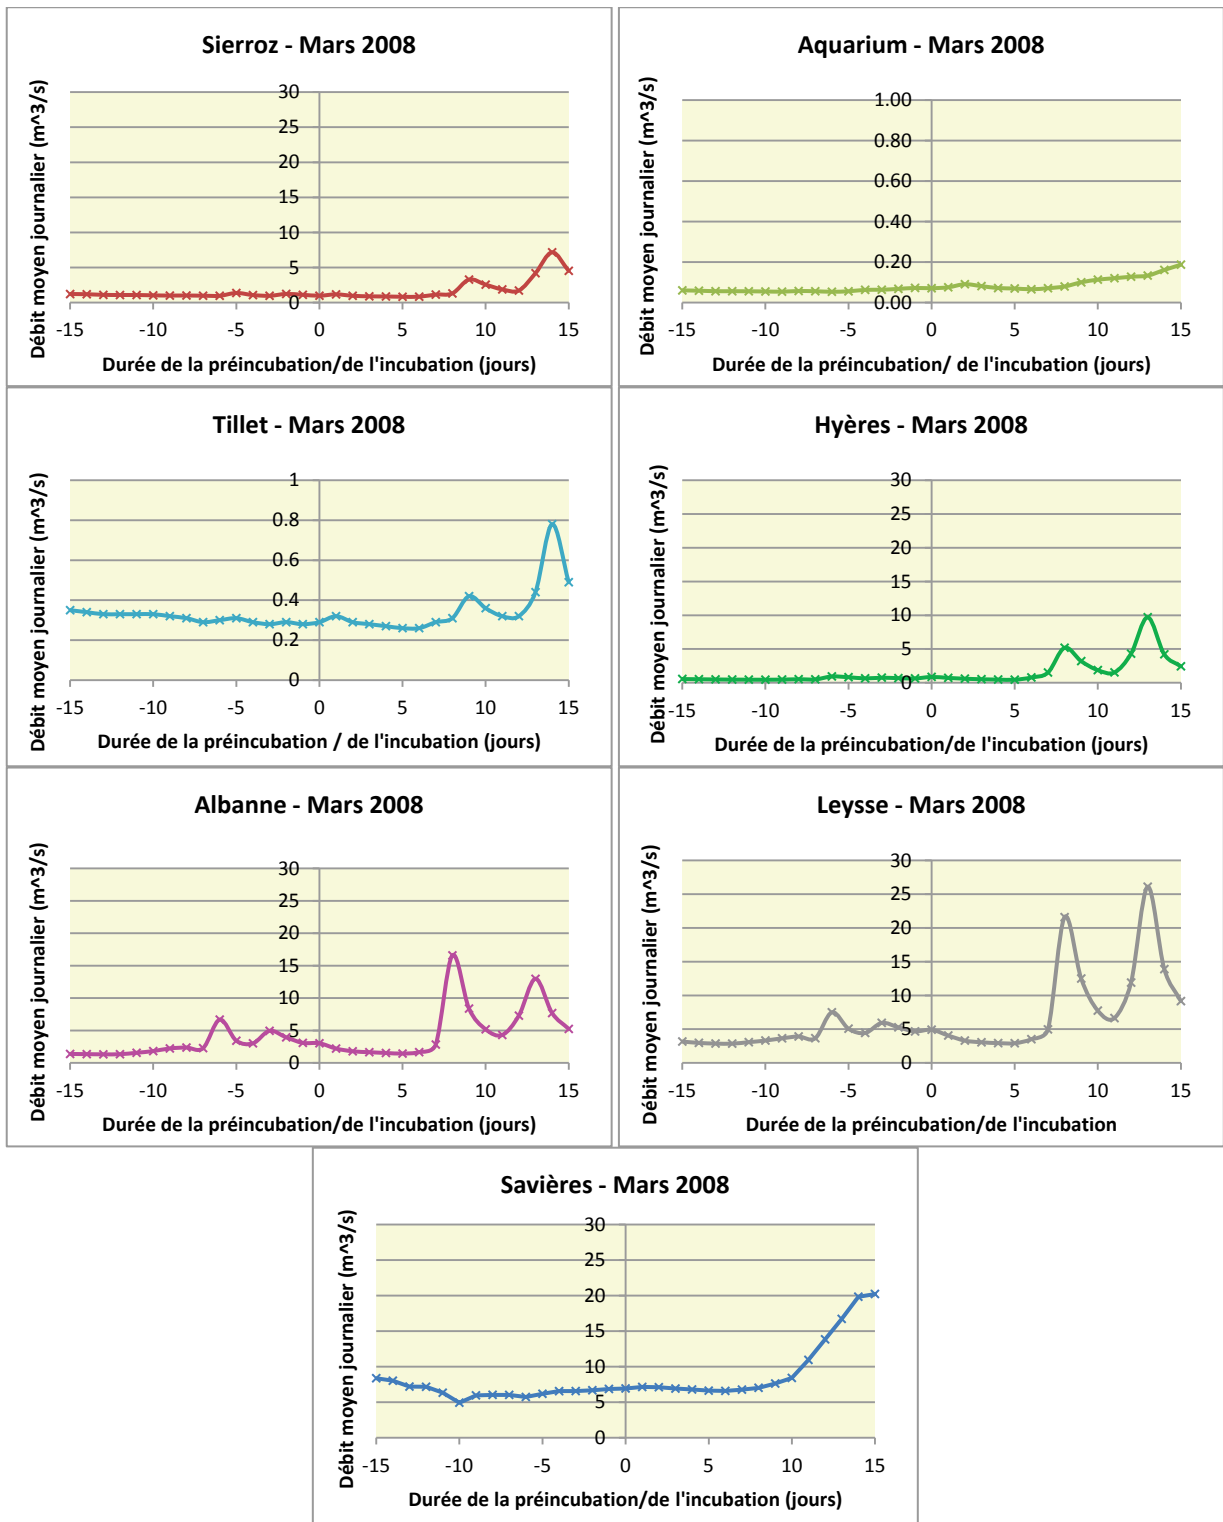 Sierroz - Mars 2008
Débit moyen journalier (m^3/s)
30
25
20
15
10
5
0
-15 -10 -5 0 5 10 15
Durée de la préincubation/de l'incubation (jours)
Aquarium - Mars 2008
Débit moyen journalier (m^3/s)
1.00
0.80
0.60
0.40
0.20
0.00
-15 -10 -5 0 5 10 15
Durée de la préincubation/ de l'incubation (jours)
Tillet - Mars 2008
Débit moyen journalier (m^3/s)
1
0.8
0.6
0.4
0.2
0
-15 -10 -5 0 5 10 15
Durée de la préincubation / de l'incubation (jours)
Hyères - Mars 2008
Débit moyen journalier (m^3/s)
30
25
20
15
10
5
0
-15 -10 -5 0 5 10 15
Durée de la préincubation/de l'incubation (jours)
Albanne - Mars 2008
Débit moyen journalier (m^3/s)
30
25
20
15
10
5
0
-15 -10 -5 0 5 10 15
Durée de la préincubation/de l'incubation (jours)
Leysse - Mars 2008
Débit moyen journalier (m^3/s)
30
25
20
15
10
5
0
-15 -10 -5 0 5 10 15
Durée de la préincubation/de l'incubation
Savières - Mars 2008
Débit moyen journalier (m^3/s)
30
25
20
15
10
5
0
-15 -10 -5 0 5 10 15
Durée de la préincubation/de l'incubation (jours)